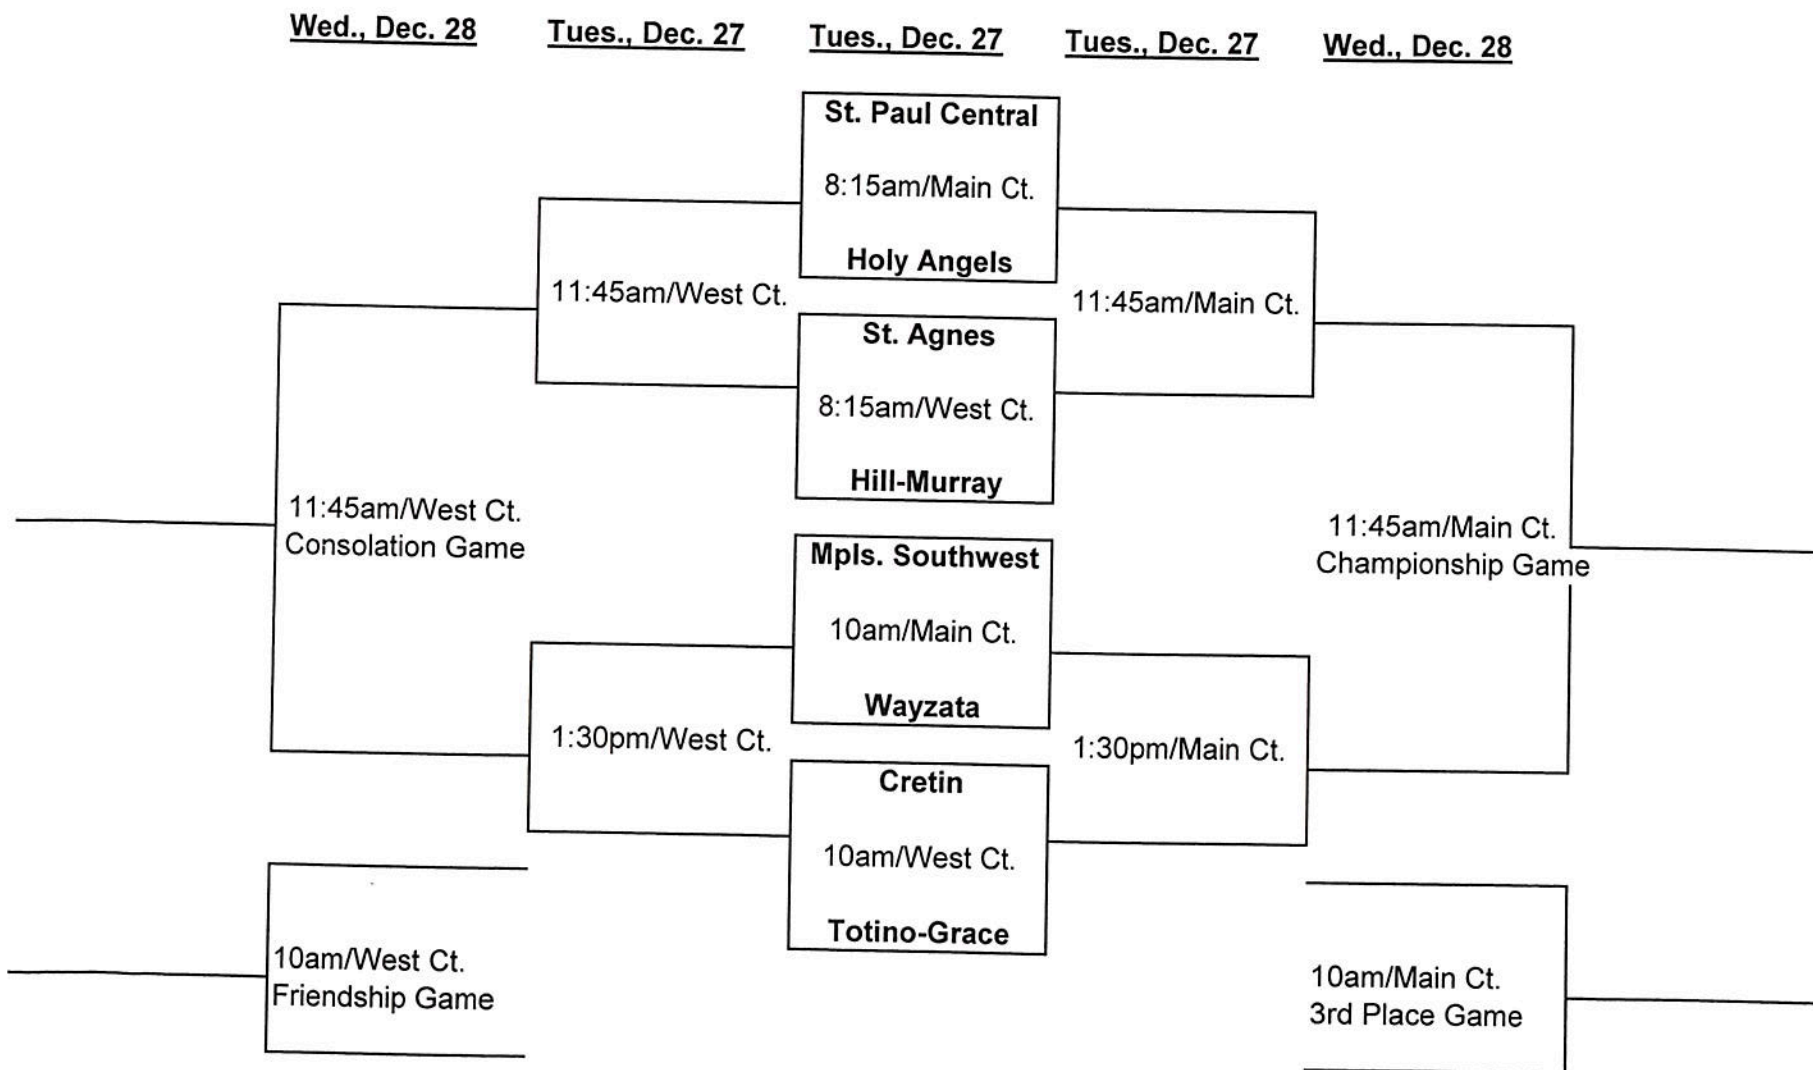 Wed., Dec. 28
Tues., Dec. 27
Tues., Dec. 27
Tues., Dec. 27
Wed., Dec. 28
St. Paul Central
8:15am/Main Ct.
Holy Angels
11:45am/West Ct.
11:45am/Main Ct.
St. Agnes
8:15am/West Ct.
Hill-Murray
11:45am/West Ct.
Consolation Game
11:45am/Main Ct.
Championship Game
Mpls. Southwest
10am/Main Ct.
Wayzata
1:30pm/West Ct.
1:30pm/Main Ct.
Cretin
10am/West Ct.
Totino-Grace
10am/West Ct.
Friendship Game
10am/Main Ct.
3rd Place Game